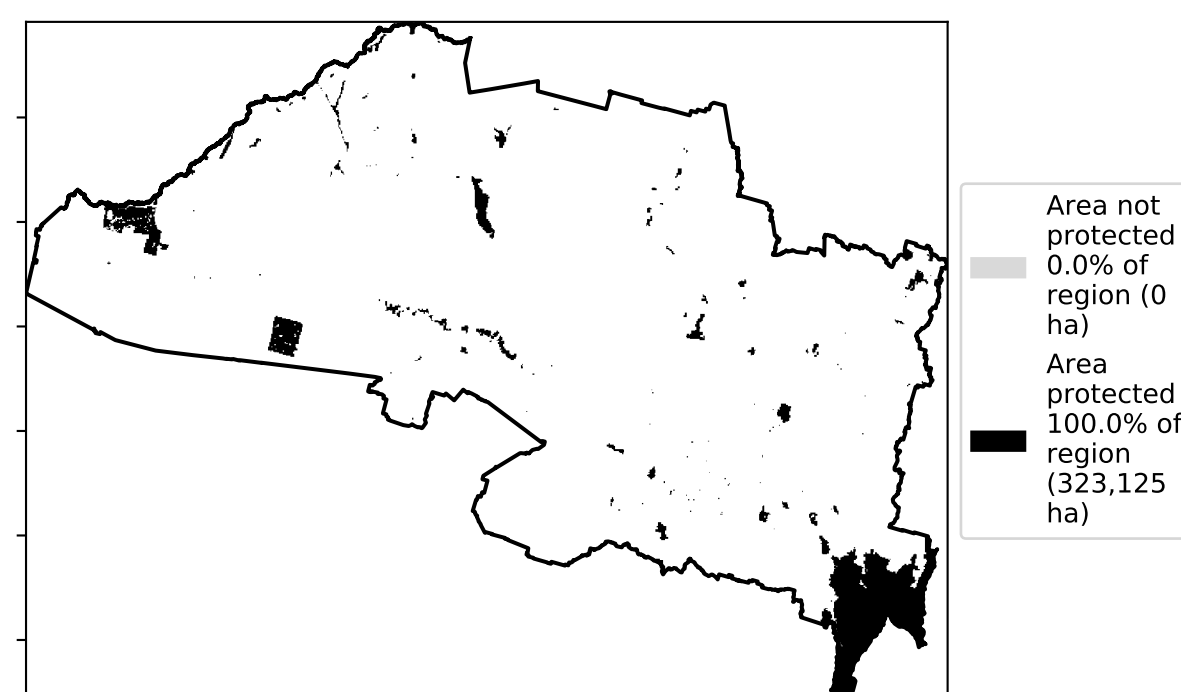 Area not
protected
0.0% of
region (0
ha)
Area
protected
100.0% of
region
(323,125
ha)